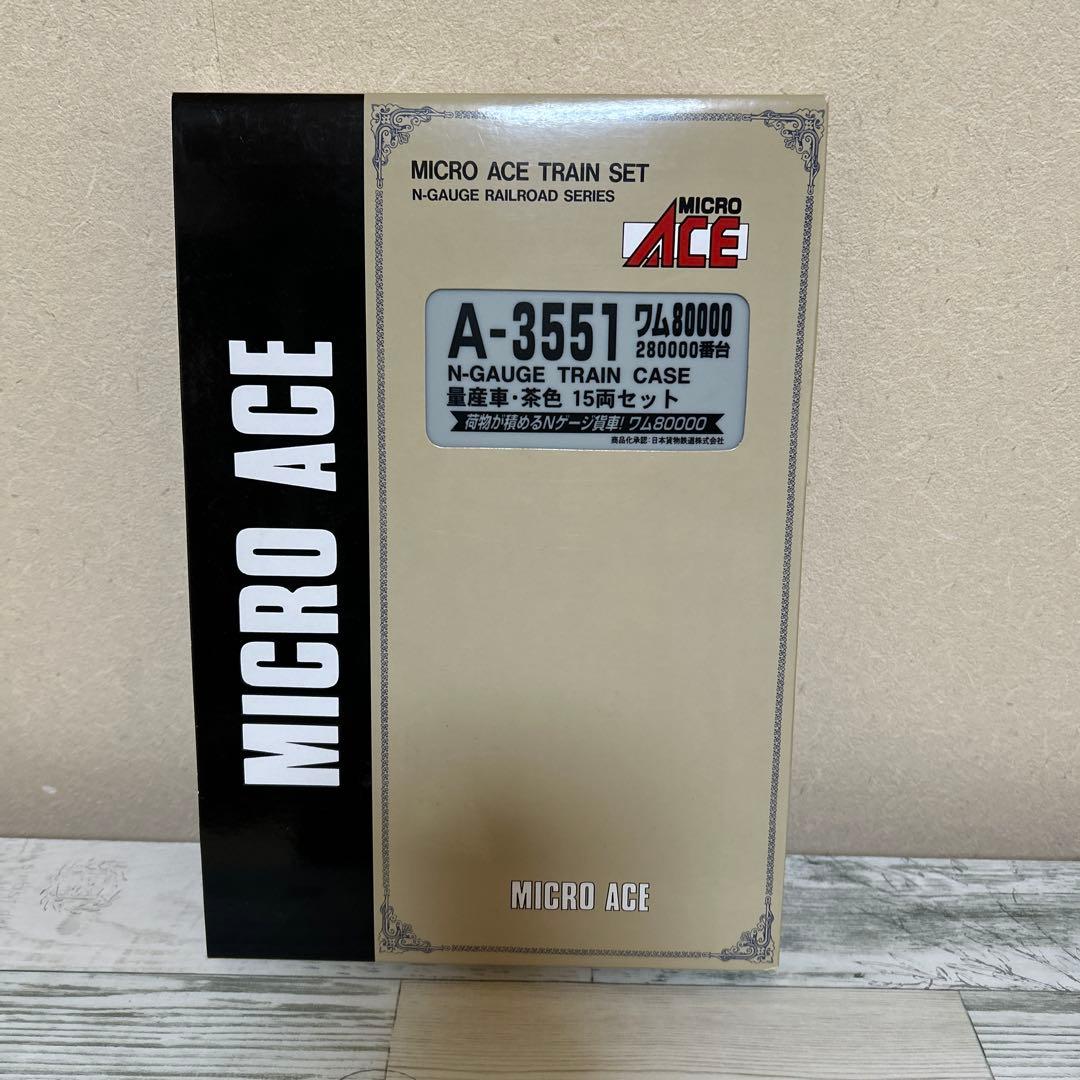 MICRO ACE
MICRO ACE TRAIN SET
N-GAUGE RAILROAD SERIES
MICRO
ACE
A-3551 ワム80000
280000番台
N-GAUGE TRAIN CASE
量産車・茶色 15両セット
荷物が積めるNゲージ貨車! ワム80000
商品化承認:日本貨物鉄道株式会社
MICRO ACE